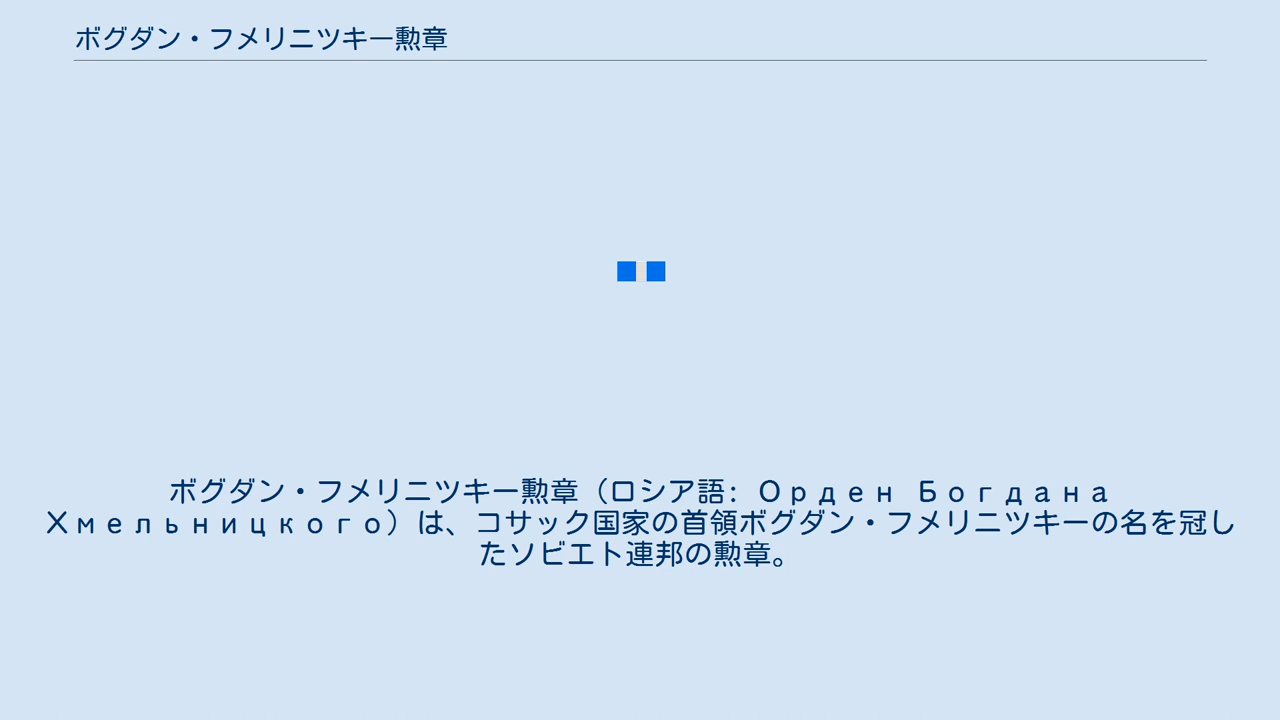 ボグダン・フメリニツキー勲章
ボグダン・フメリニツキー勲章（ロシア語: Орден Богдана
Хмельницкого）は、コサック国家の首領ボグダン・フメリニツキーの名を冠し
たソビエト連邦の勲章。